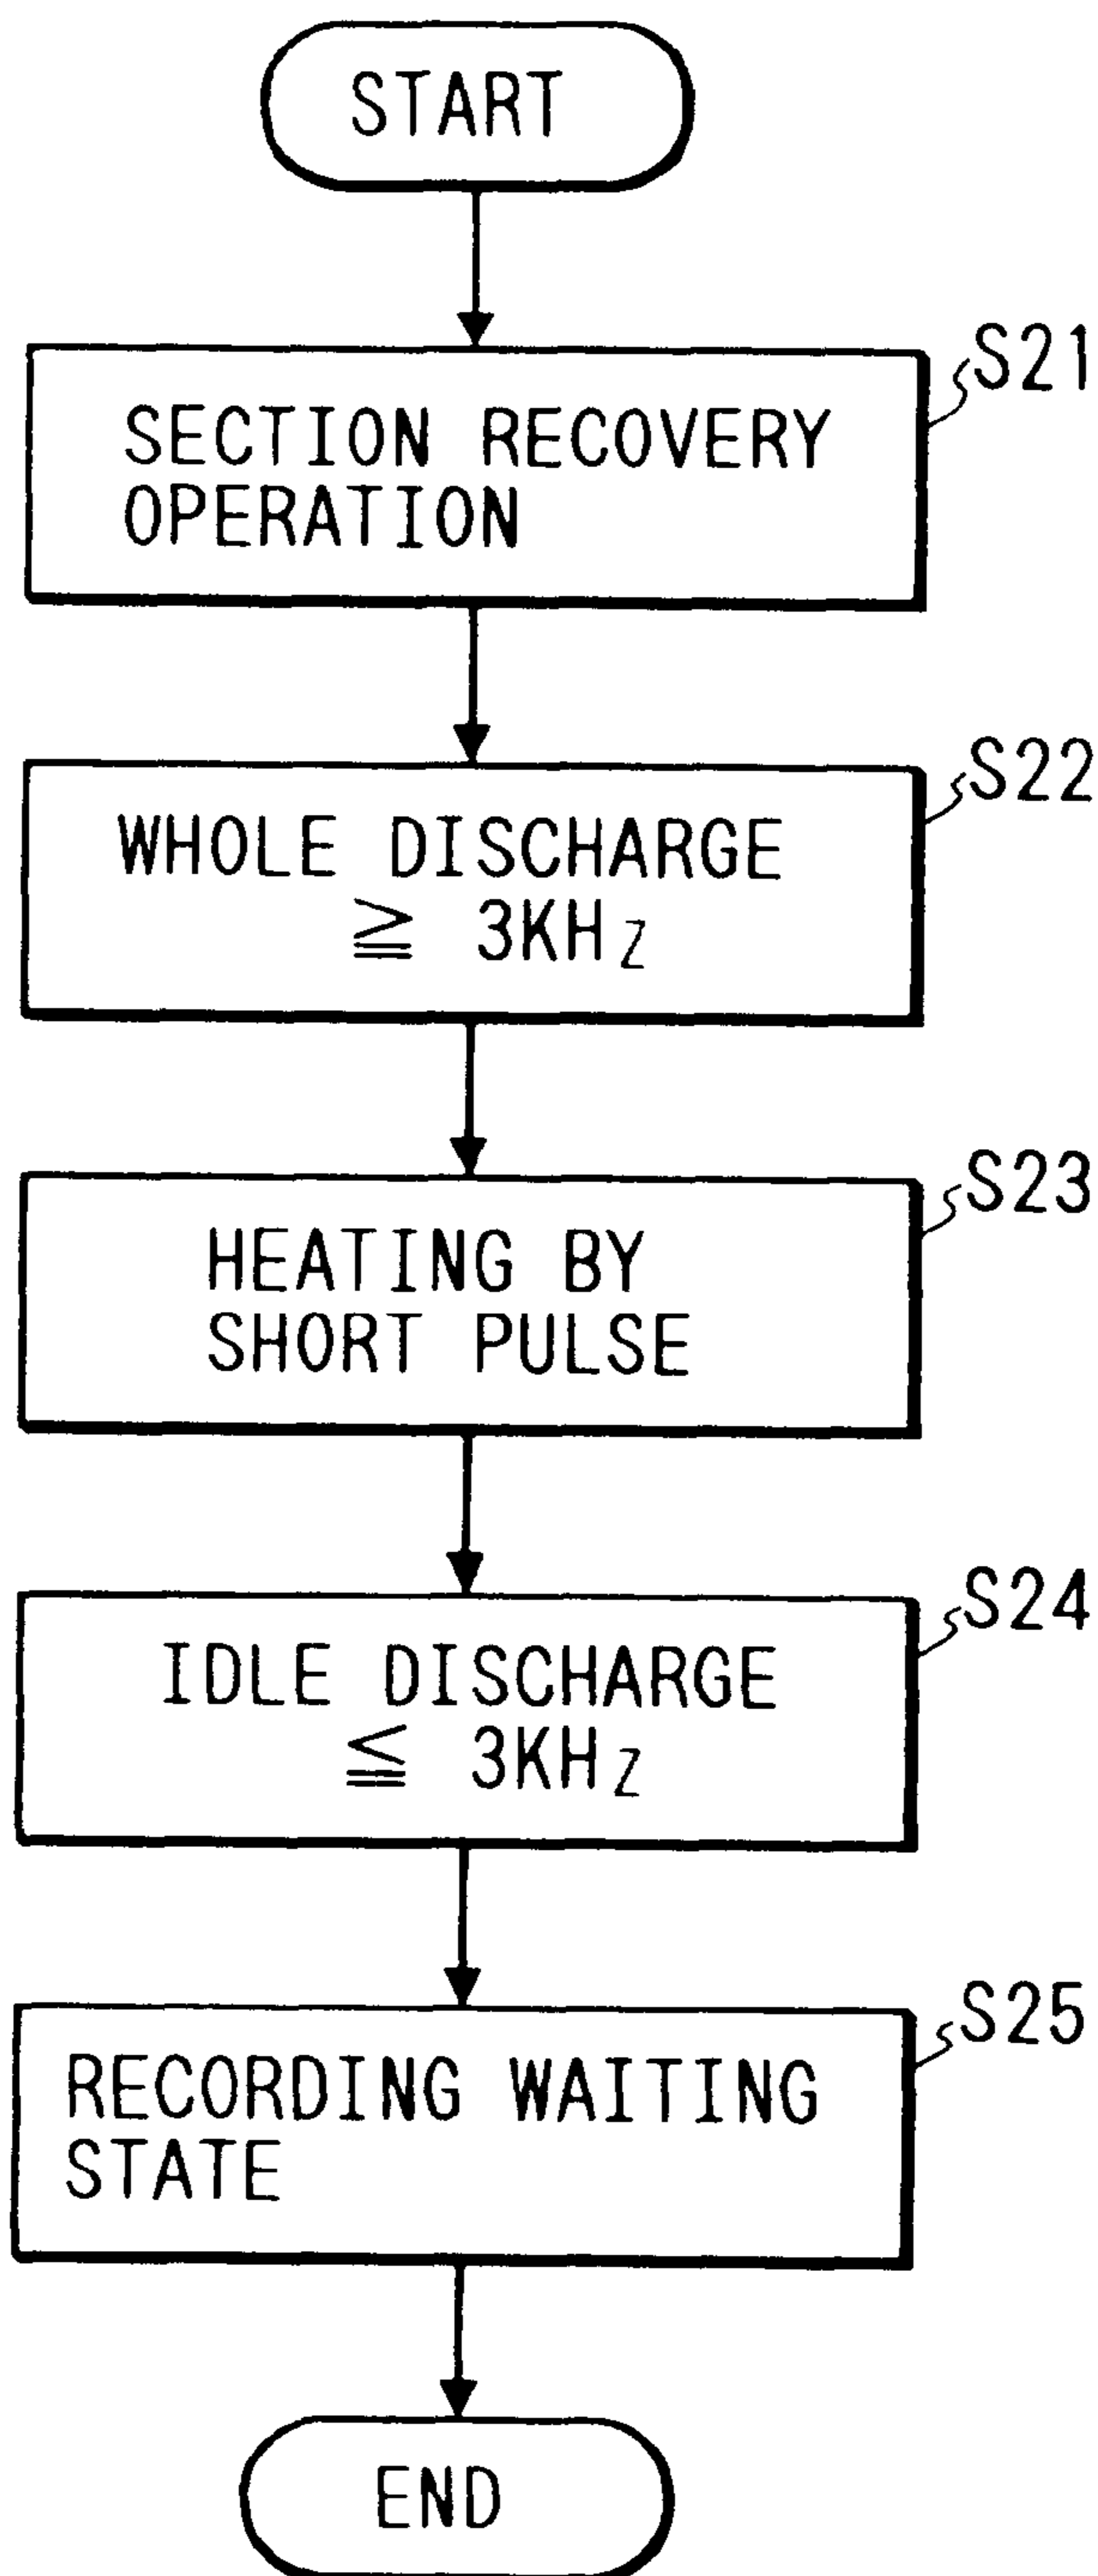 START
S21
SECTION RECOVERY
OPERATION
S22
WHOLE DISCHARGE
≧ 3KHz
S23
HEATING BY
SHORT PULSE
S24
IDLE DISCHARGE
≦ 3KHz
S25
RECORDING WAITING
STATE
END